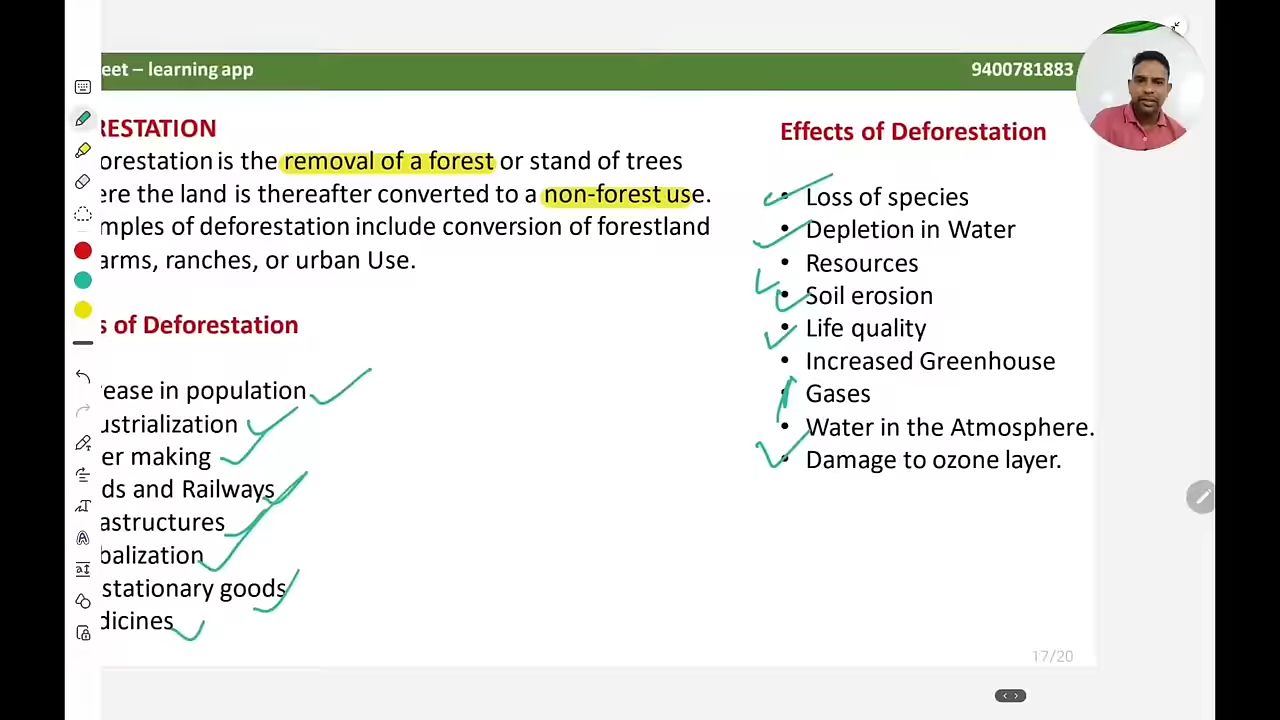 eet – learning app
9400781883
RESTATION
orestation is the removal of a forest or stand of trees
ere the land is thereafter converted to a non-forest use.
mples of deforestation include conversion of forestland
arms, ranches, or urban Use.
s of Deforestation
ease in population
ustrialization
er making
ds and Railways
astructures
balization
stationary goods
dicines
Effects of Deforestation
• Loss of species
• Depletion in Water
• Resources
• Soil erosion
• Life quality
• Increased Greenhouse
• Gases
• Water in the Atmosphere.
• Damage to ozone layer.
17/20